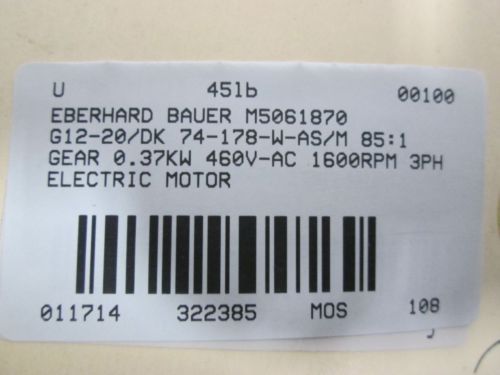 U 45lb 00100
EBERHARD BAUER M5061870
G12-20/DK 74-178-W-AS/M 85:1
GEAR 0.37KW 460V-AC 1600RPM 3PH
ELECTRIC MOTOR
011714 322385 MOS 108